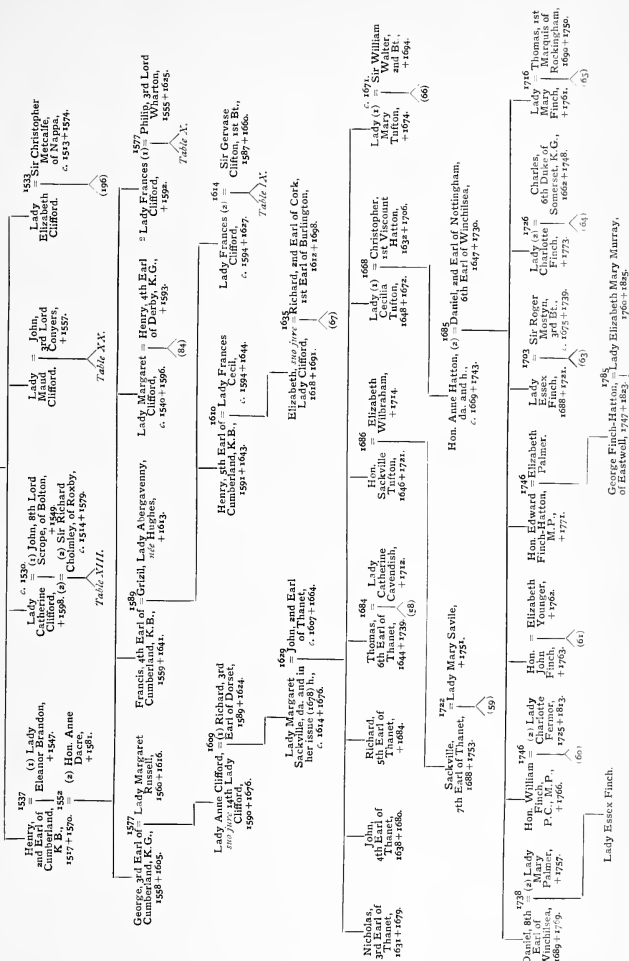 1537
Henry, = (1) Lady
2nd Earl of Eleanor Brandon,
Cumberland, +1547.
K B., 1552
1517+1570. = (2) Hon. Anne
Dacre,
+1581.
c. 1530.
Lady = (1) John, 8th Lord
Catherine Scrope, of Bolton,
Clifford, +1549.
+1598. (2)= (2) Sir Richard
Cholmley, of Roxby,
c. 1514+1579.
Table XVIII.
Lady = John,
Maud 3rd Lord
Clifford. Conyers,
+1557.
Table XX.
1533
Lady = Sir Christopher
Elizabeth Metcalfe,
Clifford. of Nappa,
c. 1513+1574.
(196)
1577
George, 3rd Earl of = Lady Margaret
Cumberland, K.G., Russell,
1558+1605. 1560+1616.
1589
Francis, 4th Earl of = Grizil, Lady Abergavenny,
Cumberland, K.B., née Hughes,
1559+1641. +1613.
Lady Margaret = Henry, 4th Earl
Clifford, of Derby, K.G.,
c. 1540+1596. +1593.
(84)
1577
= Lady Frances (1) = Philip, 3rd Lord
Clifford, Wharton,
+1592. 1555+1625.
Table X.
1609
Lady Anne Clifford, = (1) Richard, 3rd
suo jure 14th Lady Earl of Dorset,
Clifford, 1589+1624.
1590+1676.
1610
Henry, 5th Earl of = Lady Frances
Cumberland, K.B., Cecil,
1591+1643. c. 1594+1644.
1614
Lady Frances (2) = Sir Gervase
Clifford, Clifton, 1st Bt.,
c. 1594+1627. 1587+1660.
Table IX.
1629
Lady Margaret = John, 2nd Earl
Sackville, da. and in of Thanet,
her issue (1678) h., c. 1607+1664.
c. 1614+1676.
1635
Elizabeth, suo jure = Richard, 2nd Earl of Cork,
Lady Clifford, 1st Earl of Burlington,
1618+1691. 1612+1698.
(67)
Nicholas,
3rd Earl of
Thanet,
1631+1679.
John,
4th Earl of
Thanet,
1638+1680.
Richard,
5th Earl of
Thanet,
+1684.
1684
Thomas, = Lady
6th Earl of Catherine
Thanet, Cavendish,
1644+1739. +1712.
(58)
1686
Hon. = Elizabeth
Sackville Wilbraham,
Tufton, +1714.
1646+1721.
1668
Lady (1) = Christopher,
Cecilia 1st Viscount
Tufton, Hatton,
1648+1672. 1632+1706.
c. 1671.
Lady (1) = Sir William
Mary Walter,
Tufton, 2nd Bt.,
+1674. +1694.
(66)
1722
Sackville, = Lady Mary Savile,
7th Earl of Thanet, +1751.
1688+1753.
(59)
1685
Hon. Anne Hatton, (2) = Daniel, 2nd Earl of Nottingham,
da. and h., 6th Earl of Winchilsea,
c. 1669+1743. 1647+1730.
1738
Daniel, 8th = (2) Lady
Earl of Mary
Winchilsea, Palmer,
1689+1769. +1757.
1746
Hon. William = (2) Lady
Finch, Charlotte
P.C., M.P., Fermor,
+1766. 1725+1813.
(60)
Hon. = Elizabeth
John Younger,
Finch, +1762.
+1763.
(61)
1746
Hon. Edward = Elizabeth
Finch-Hatton, Palmer.
M.P.,
+1771.
1703
Lady = Sir Roger
Essex Mostyn,
Finch, 3rd Bt.,
1688+1721. c. 1675+1739.
(63)
1726
Lady (2) = Charles,
Charlotte 6th Duke of
Finch, Somerset, K.G.,
+1773. 1662+1748.
(64)
1716
Lady = Thomas, 1st
Mary Marquis of
Finch, Rockingham,
+1761. 1690+1750.
(65)
Lady Essex Finch.
1785
George Finch-Hatton, = Lady Elizabeth Mary Murray,
of Eastwell, 1747+1823. 1760+1825.